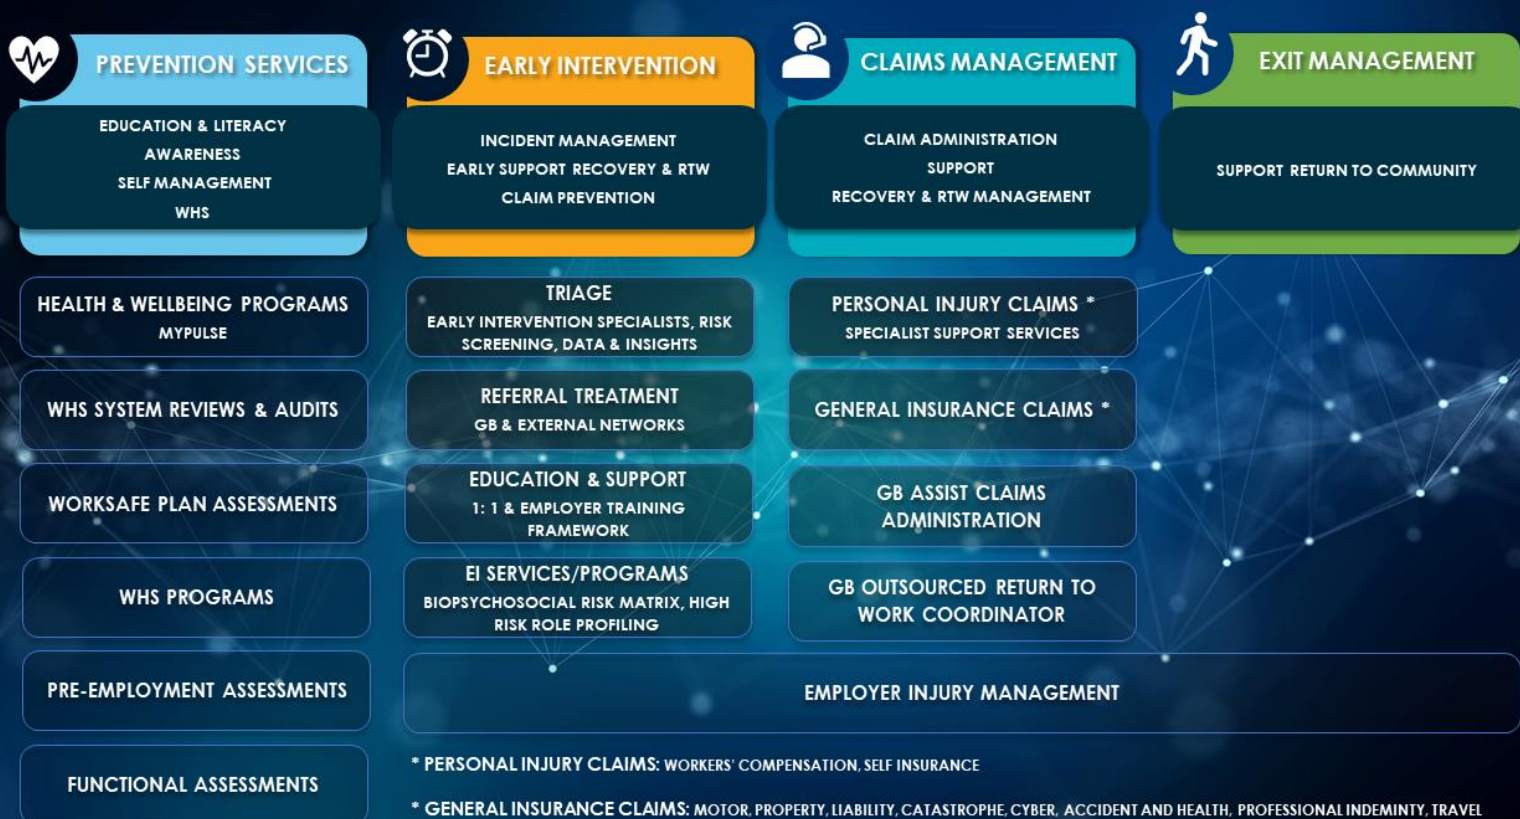 PREVENTION SERVICES
EDUCATION & LITERACY
AWARENESS
SELF MANAGEMENT
WHS
HEALTH & WELLBEING PROGRAMS
MYPULSE
WHS SYSTEM REVIEWS & AUDITS
WORKSAFE PLAN ASSESSMENTS
WHS PROGRAMS
PRE-EMPLOYMENT ASSESSMENTS
FUNCTIONAL ASSESSMENTS
EARLY INTERVENTION
INCIDENT MANAGEMENT
EARLY SUPPORT RECOVERY & RTW
CLAIM PREVENTION
TRIAGE
EARLY INTERVENTION SPECIALISTS, RISK
SCREENING, DATA & INSIGHTS
REFERRAL TREATMENT
GB & EXTERNAL NETWORKS
EDUCATION & SUPPORT
1: 1 & EMPLOYER TRAINING
FRAMEWORK
EI SERVICES/PROGRAMS
BIOPSYCHOSOCIAL RISK MATRIX, HIGH
RISK ROLE PROFILING
CLAIMS MANAGEMENT
CLAIM ADMINISTRATION
SUPPORT
RECOVERY & RTW MANAGEMENT
PERSONAL INJURY CLAIMS *
SPECIALIST SUPPORT SERVICES
GENERAL INSURANCE CLAIMS *
GB ASSIST CLAIMS
ADMINISTRATION
GB OUTSOURCED RETURN TO
WORK COORDINATOR
EXIT MANAGEMENT
SUPPORT RETURN TO COMMUNITY
EMPLOYER INJURY MANAGEMENT
* PERSONAL INJURY CLAIMS: WORKERS' COMPENSATION, SELF INSURANCE
* GENERAL INSURANCE CLAIMS: MOTOR, PROPERTY, LIABILITY, CATASTROPHE, CYBER, ACCIDENT AND HEALTH, PROFESSIONAL INDEMINTY, TRAVEL